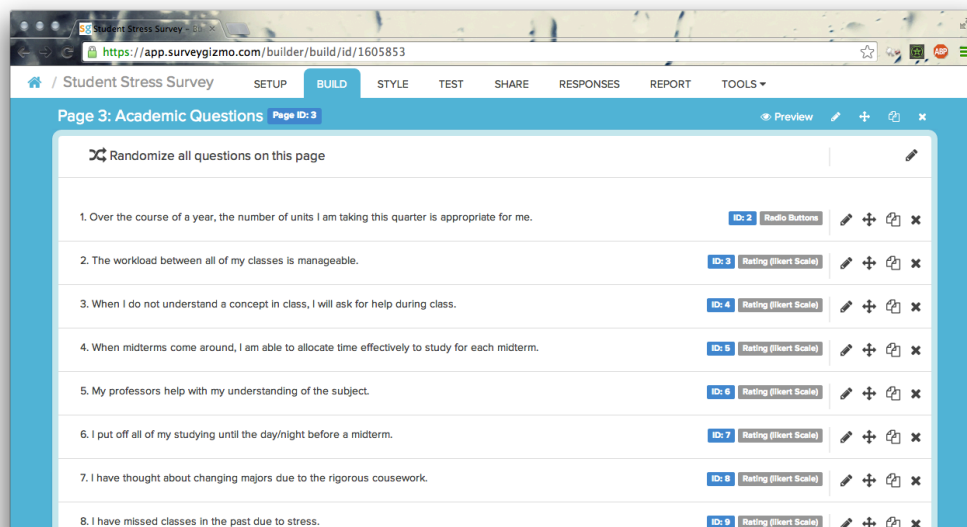 Student Stress Survey -
https://app.surveygizmo.com/builder/build/id/1605853
ABP
/ Student Stress Survey SETUP BUILD STYLE TEST SHARE RESPONSES REPORT TOOLS
Page 3: Academic Questions Page ID: 3 Preview
Randomize all questions on this page
1. Over the course of a year, the number of units I am taking this quarter is appropriate for me. ID: 2 Radio Buttons
2. The workload between all of my classes is manageable. ID: 3 Rating (likert Scale)
3. When I do not understand a concept in class, I will ask for help during class. ID: 4 Rating (likert Scale)
4. When midterms come around, I am able to allocate time effectively to study for each midterm. ID: 5 Rating (likert Scale)
5. My professors help with my understanding of the subject. ID: 6 Rating (likert Scale)
6. I put off all of my studying until the day/night before a midterm. ID: 7 Rating (likert Scale)
7. I have thought about changing majors due to the rigorous cousework. ID: 8 Rating (likert Scale)
8. I have missed classes in the past due to stress. ID: 9 Rating (likert Scale)